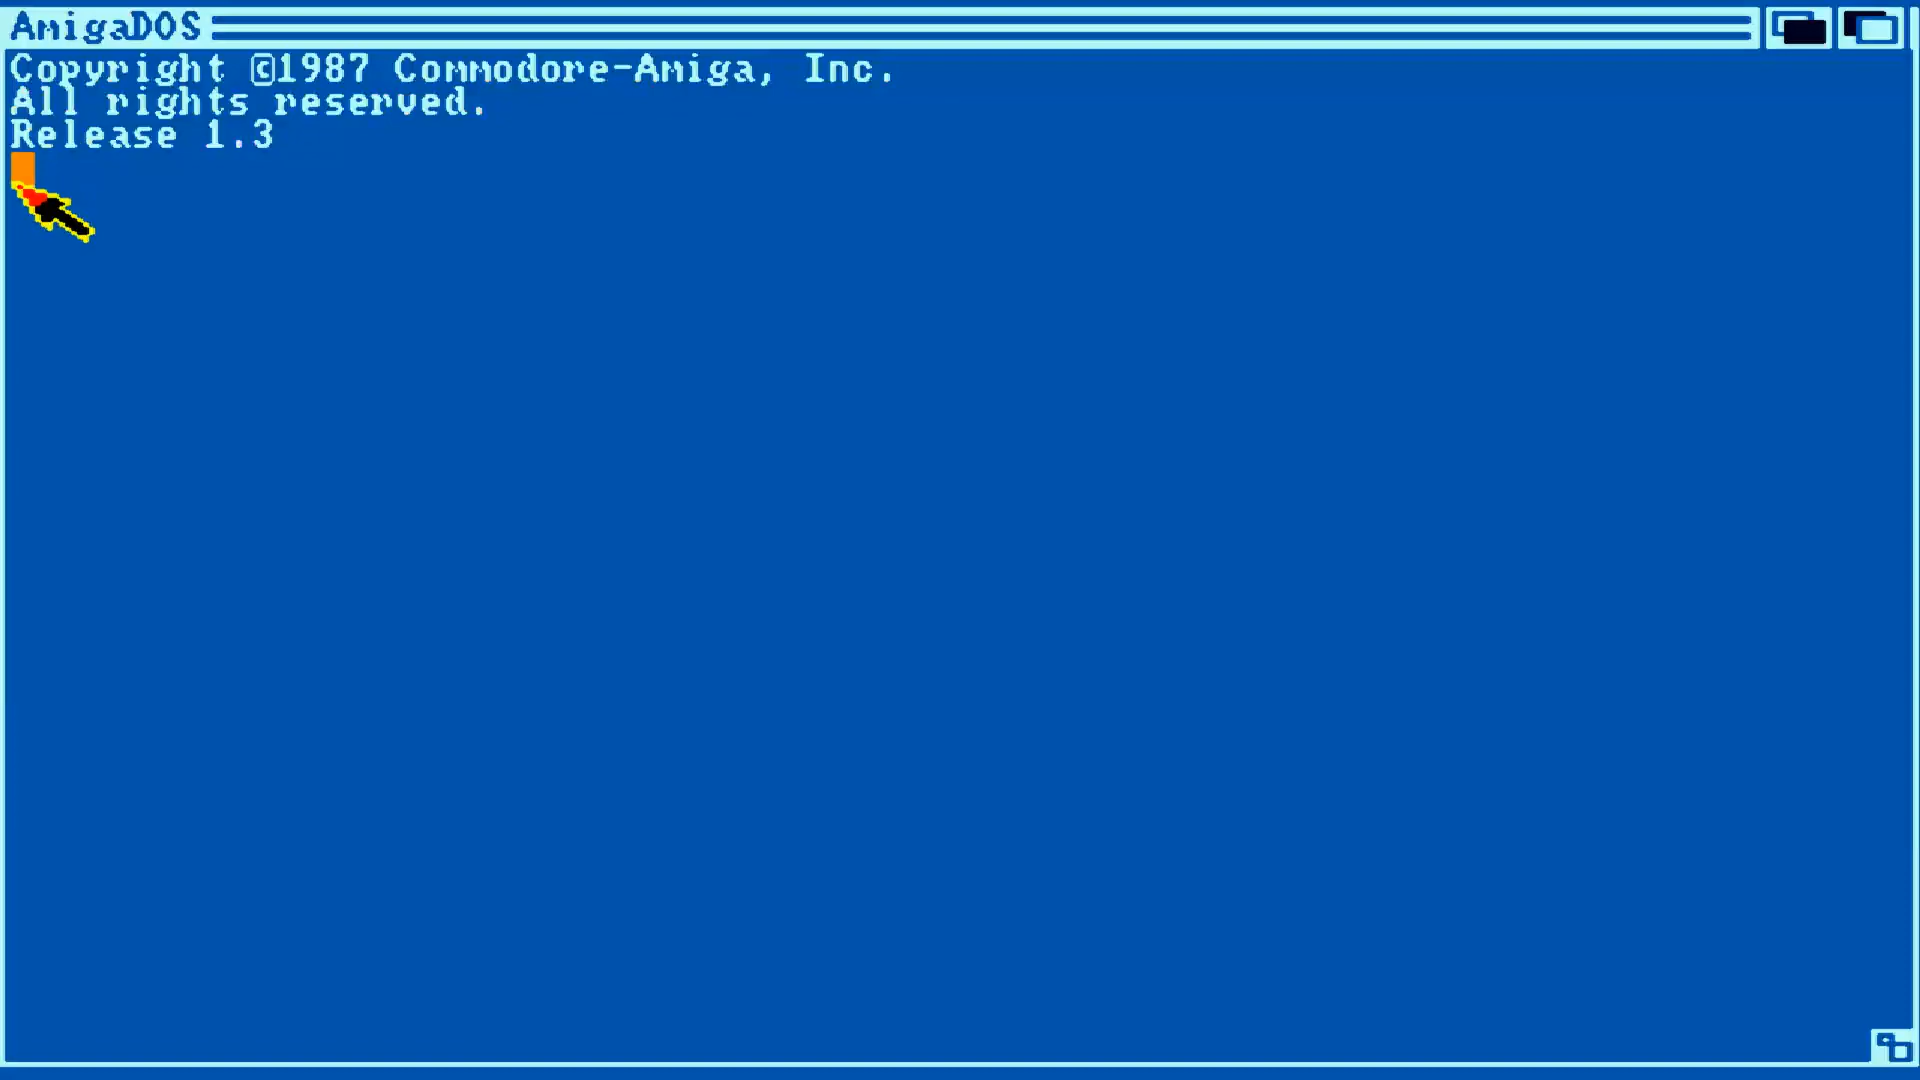 AmigaDOS
Copyright ©1987 Commodore-Amiga, Inc.
All rights reserved.
Release 1.3